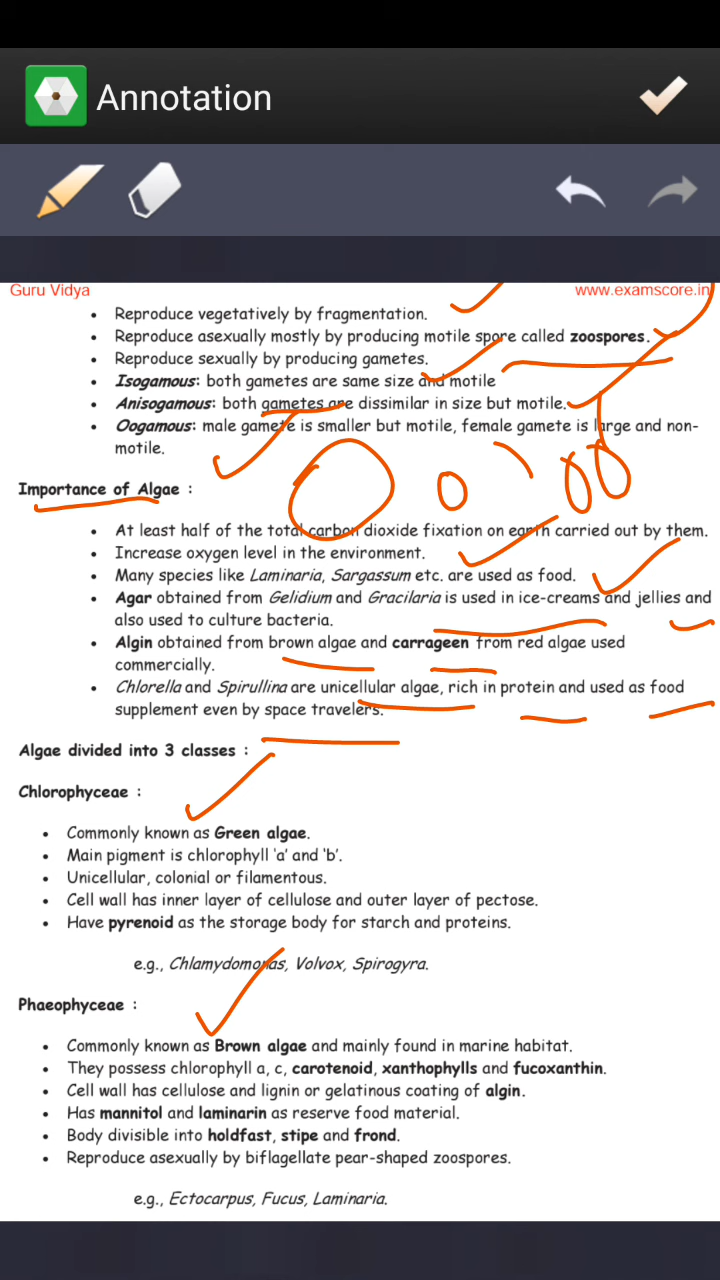 Annotation
Guru Vidya www.examscore.in
• Reproduce vegetatively by fragmentation.
• Reproduce asexually mostly by producing motile spore called zoospores.
• Reproduce sexually by producing gametes.
• Isogamous: both gametes are same size and motile
• Anisogamous: both gametes are dissimilar in size but motile.
• Oogamous: male gamete is smaller but motile, female gamete is large and non-
motile.
Importance of Algae :
• At least half of the total carbon dioxide fixation on earth carried out by them.
• Increase oxygen level in the environment.
• Many species like Laminaria, Sargassum etc. are used as food.
• Agar obtained from Gelidium and Gracilaria is used in ice-creams and jellies and
also used to culture bacteria.
• Algin obtained from brown algae and carrageen from red algae used
commercially.
• Chlorella and Spirullina are unicellular algae, rich in protein and used as food
supplement even by space travelers.
Algae divided into 3 classes :
Chlorophyceae :
• Commonly known as Green algae.
• Main pigment is chlorophyll ‘a’ and ‘b’.
• Unicellular, colonial or filamentous.
• Cell wall has inner layer of cellulose and outer layer of pectose.
• Have pyrenoid as the storage body for starch and proteins.
e.g., Chlamydomonas, Volvox, Spirogyra.
Phaeophyceae :
• Commonly known as Brown algae and mainly found in marine habitat.
• They possess chlorophyll a, c, carotenoid, xanthophylls and fucoxanthin.
• Cell wall has cellulose and lignin or gelatinous coating of algin.
• Has mannitol and laminarin as reserve food material.
• Body divisible into holdfast, stipe and frond.
• Reproduce asexually by biflagellate pear-shaped zoospores.
e.g., Ectocarpus, Fucus, Laminaria.